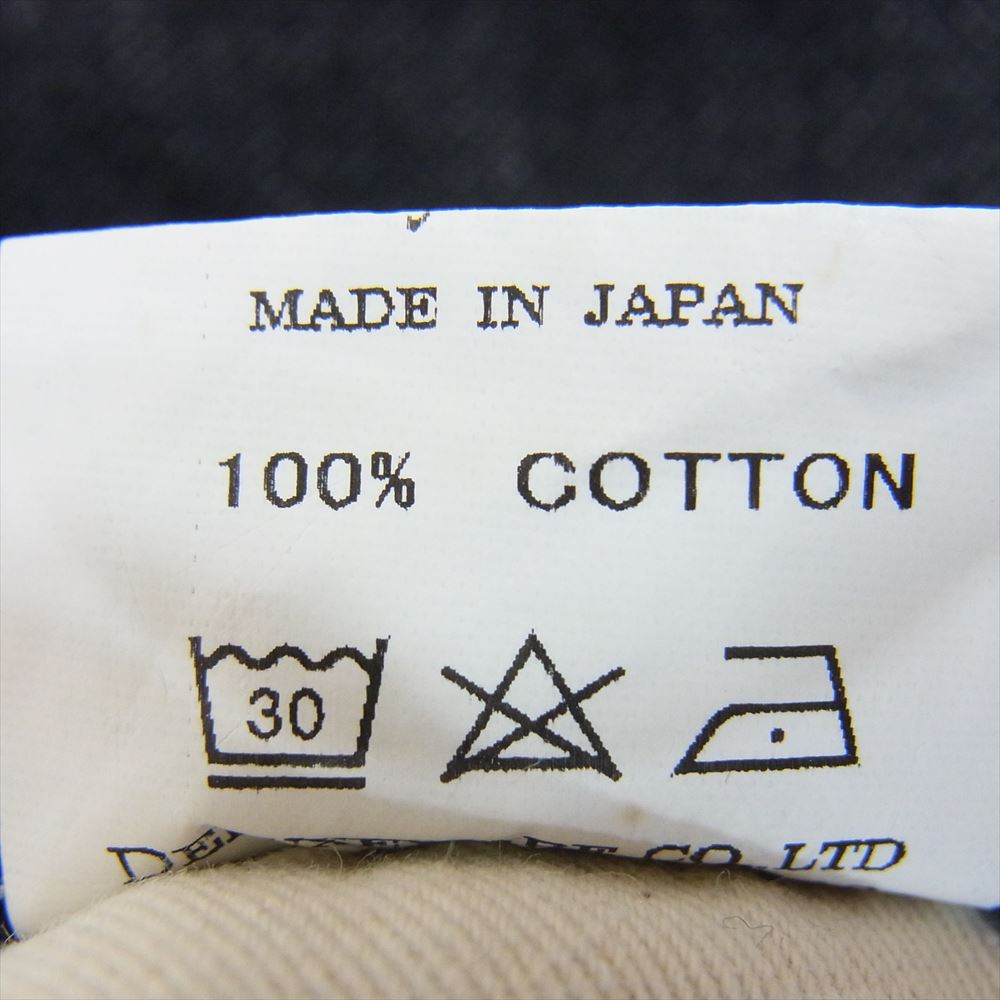 MADE IN JAPAN
100% COTTON
30
CO.,LTD